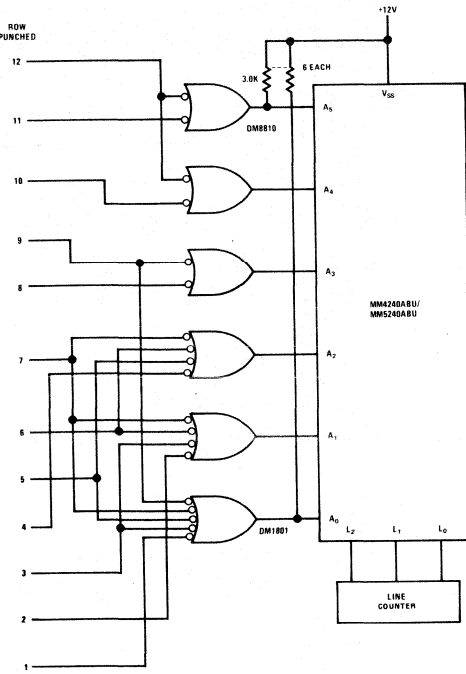 ROW
PUNCHED
12
11
10
9
8
7
6
5
4
3
2
1
+12V
3.0K
6 EACH
VSS
DM8810
A5
A4
A3
MM4240ABU/
MM5240ABU
A2
A1
A0
DM1801
L2 L1 L0
LINE
COUNTER